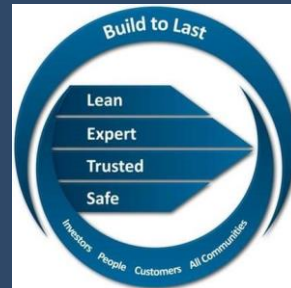 Build to Last
Lean
Expert
Trusted
Safe
Investors People Customers All Communities